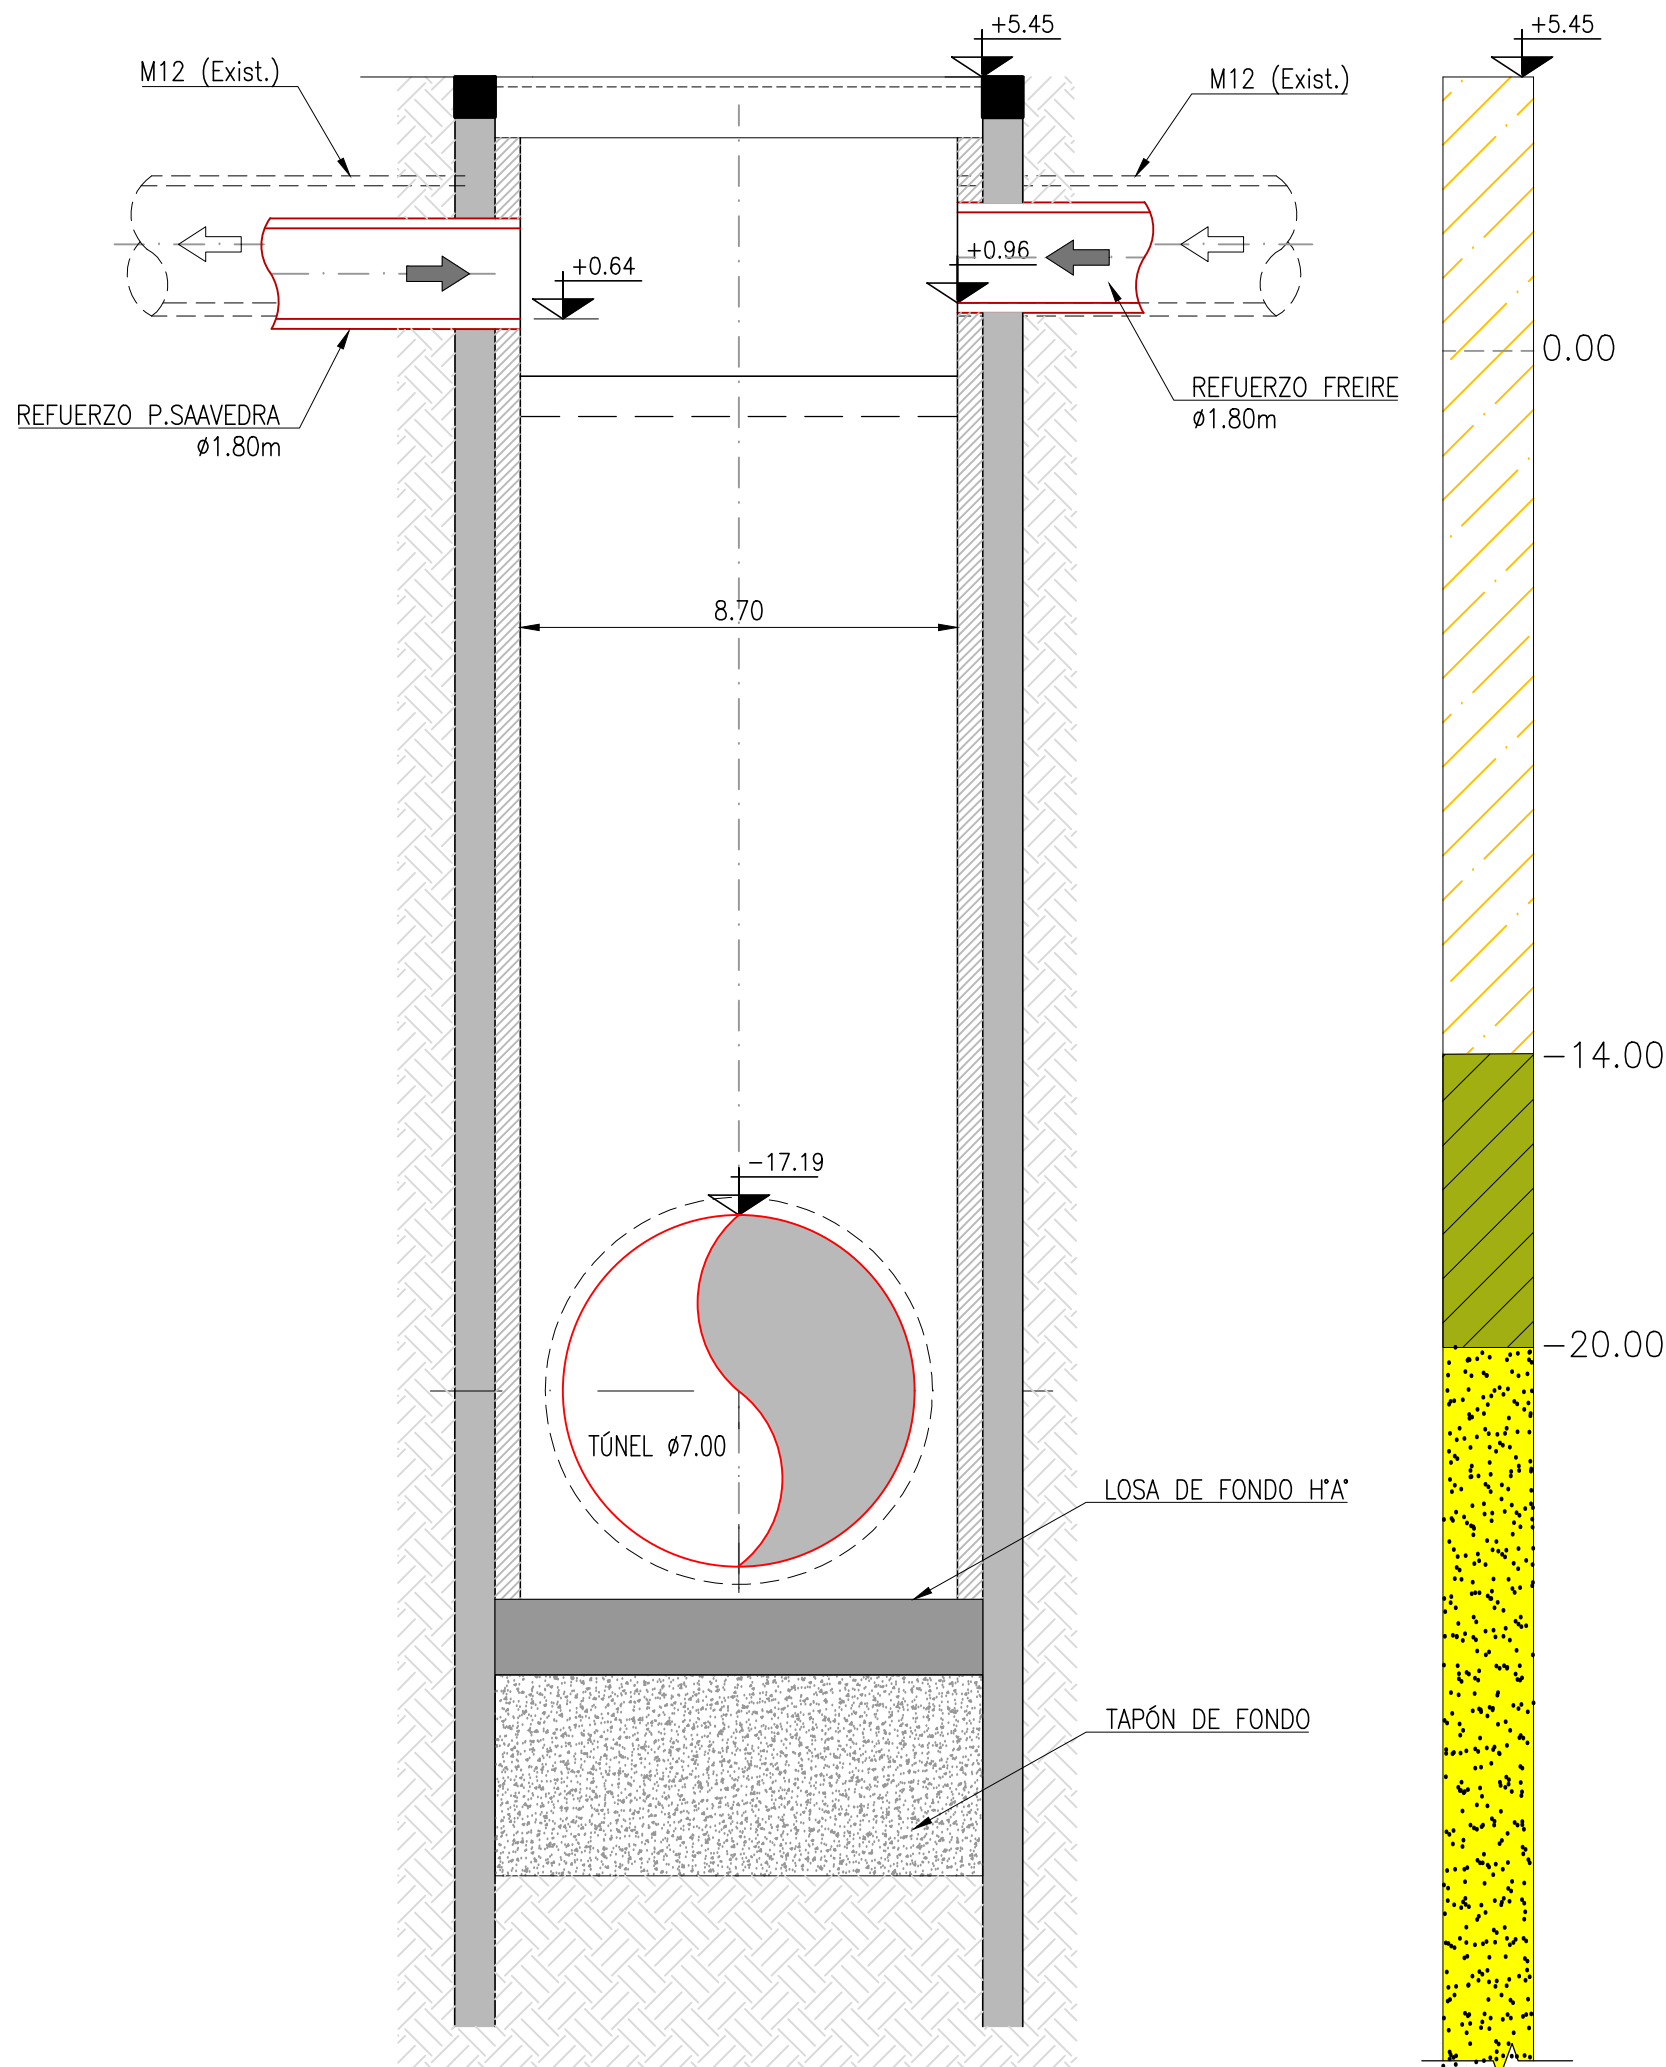 +5.45
+5.45
M12 (Exist.)
M12 (Exist.)
+0.96
+0.64
0.00
REFUERZO FREIRE
ø1.80m
REFUERZO P.SAAVEDRA
ø1.80m
8.70
-14.00
-17.19
-20.00
TÚNEL ø7.00
LOSA DE FONDO H°A°
TAPÓN DE FONDO